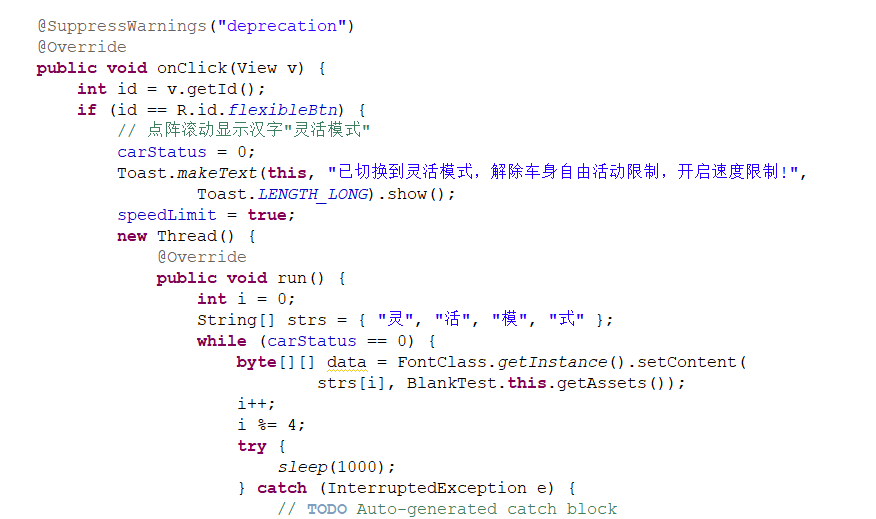 @SuppressWarnings("deprecation")
@Override
public void onClick(View v) {
int id = v.getId();
if (id == R.id.flexibleBtn) {
// 点阵滚动显示汉字"灵活模式"
carStatus = 0;
Toast.makeText(this, "已切换到灵活模式，解除车身自由活动限制，开启速度限制!",
Toast.LENGTH_LONG).show();
speedLimit = true;
new Thread() {
@Override
public void run() {
int i = 0;
String[] strs = { "灵", "活", "模", "式" };
while (carStatus == 0) {
byte[][] data = FontClass.getInstance().setContent(
strs[i], BlankTest.this.getAssets());
i++;
i %= 4;
try {
sleep(1000);
} catch (InterruptedException e) {
// TODO Auto-generated catch block